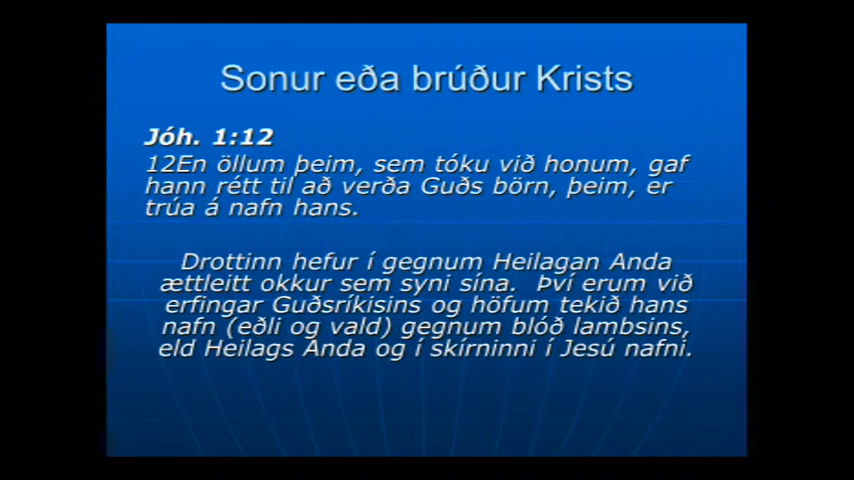 Sonur eða brúður Krists
Jóh. 1:12
12En öllum þeim, sem tóku við honum, gaf
hann rétt til að verða Guðs börn, þeim, er
trúa á nafn hans.
Drottinn hefur í gegnum Heilagan Anda
ættleitt okkur sem syni sína. Því erum við
erfingar Guðsríkisins og höfum tekið hans
nafn (eðli og vald) gegnum blóð lambsins,
eld Heilags Anda og í skírninni í Jesú nafni.